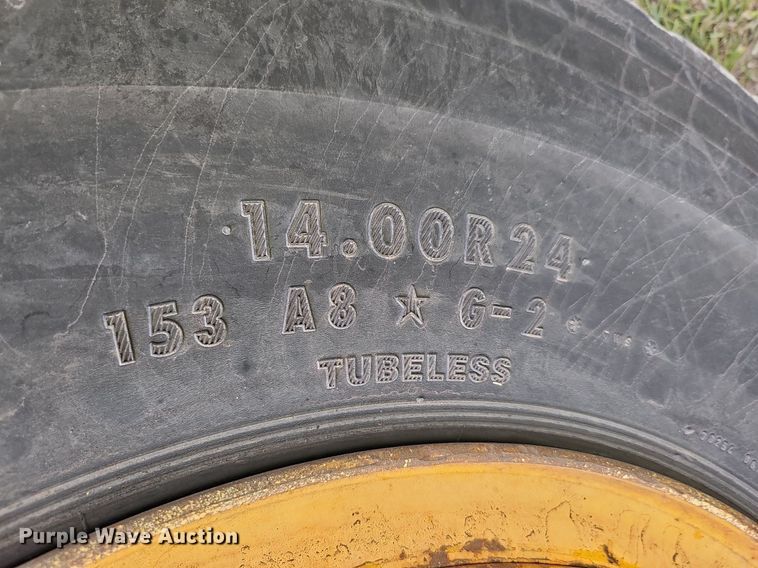 14.00R24
153 A8 ☆ G-2
TUBELESS
Purple Wave Auction